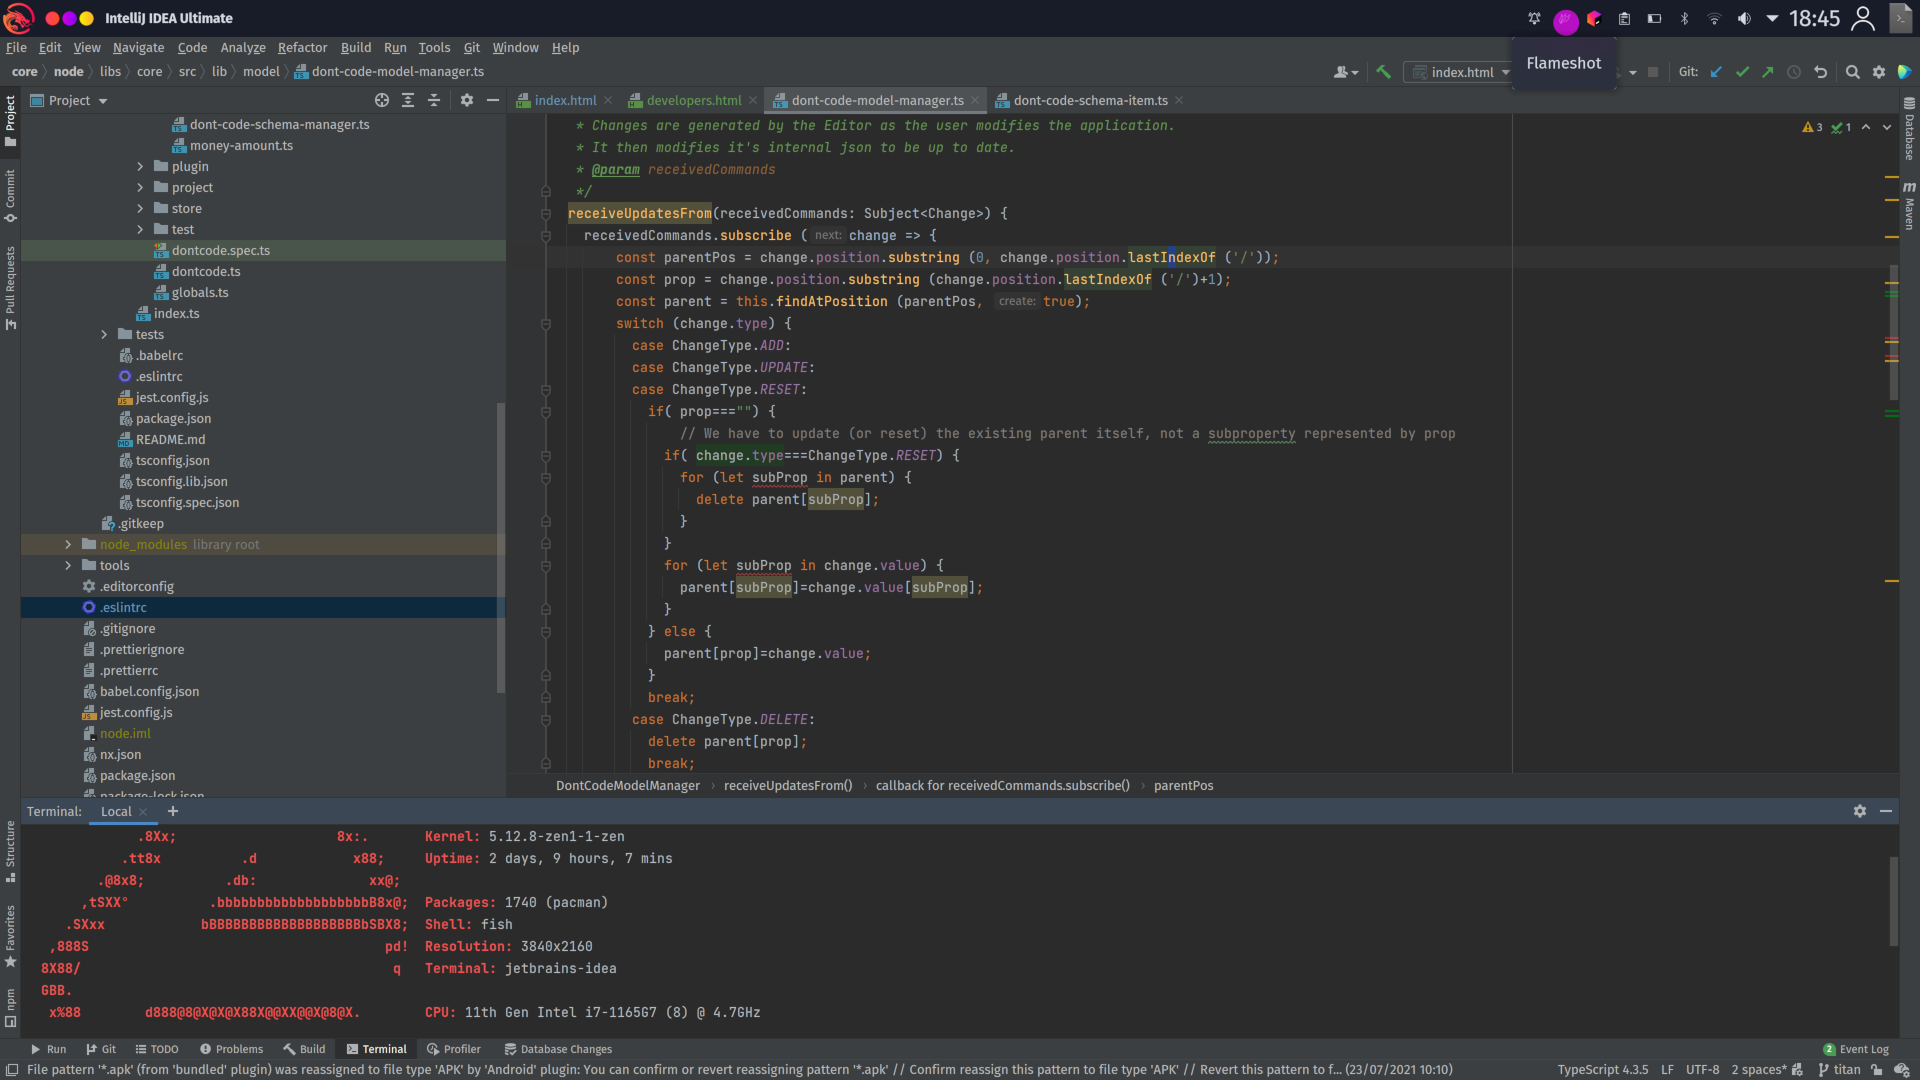 IntelliJ IDEA Ultimate
18:45
File Edit View Navigate Code Analyze Refactor Build Run Tools Git Window Help
Flameshot
core node libs core src lib model dont-code-model-manager.ts
index.html
Git:
Project
index.html developers.html dont-code-model-manager.ts dont-code-schema-item.ts
Project
Commit
Pull Requests
Structure
Favorites
npm
Database
Maven
dont-code-schema-manager.ts
money-amount.ts
plugin
project
store
test
dontcode.spec.ts
dontcode.ts
globals.ts
index.ts
tests
.babelrc
.eslintrc
jest.config.js
package.json
README.md
tsconfig.json
tsconfig.lib.json
tsconfig.spec.json
.gitkeep
node_modules library root
tools
.editorconfig
.eslintrc
.gitignore
.prettierignore
.prettierrc
babel.config.json
jest.config.js
node.iml
nx.json
package.json
package-lock.json
3 1
* Changes are generated by the Editor as the user modifies the application.
* It then modifies it's internal json to be up to date.
* @param receivedCommands
*/
receiveUpdatesFrom(receivedCommands: Subject<Change>) {
receivedCommands.subscribe ( next: change => {
const parentPos = change.position.substring (0, change.position.lastIndexOf ('/'));
const prop = change.position.substring (change.position.lastIndexOf ('/')+1);
const parent = this.findAtPosition (parentPos, create: true);
switch (change.type) {
case ChangeType.ADD:
case ChangeType.UPDATE:
case ChangeType.RESET:
if( prop==="") {
// We have to update (or reset) the existing parent itself, not a subproperty represented by prop
if( change.type===ChangeType.RESET) {
for (let subProp in parent) {
delete parent[subProp];
}
}
for (let subProp in change.value) {
parent[subProp]=change.value[subProp];
}
} else {
parent[prop]=change.value;
}
break;
case ChangeType.DELETE:
delete parent[prop];
break;
DontCodeModelManager › receiveUpdatesFrom() › callback for receivedCommands.subscribe() › parentPos
Terminal: Local
.8Xx; 8x:. Kernel: 5.12.8-zen1-1-zen
.tt8x .d x88; Uptime: 2 days, 9 hours, 7 mins
.@8x8; .db: xx@;
,tSXX° .bbbbbbbbbbbbbbbbbbbB8x@; Packages: 1740 (pacman)
.SXxx bBBBBBBBBBBBBBBBBBBBbSBX8; Shell: fish
,888S pd! Resolution: 3840x2160
8X88/ q Terminal: jetbrains-idea
GBB.
x%88 d888@8@X@X@X88X@@XX@@X@8@X. CPU: 11th Gen Intel i7-1165G7 (8) @ 4.7GHz
Run Git TODO Problems Build Terminal Profiler Database Changes 2 Event Log
File pattern '*.apk' (from 'bundled' plugin) was reassigned to file type 'APK' by 'Android' plugin: You can confirm or revert reassigning pattern '*.apk' // Confirm reassign this pattern to file type 'APK' // Revert this pattern to f... (23/07/2021 10:10) TypeScript 4.3.5 LF UTF-8 2 spaces* titan